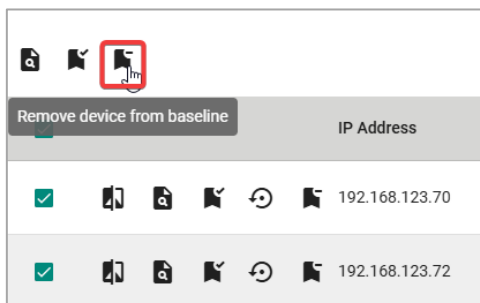 Remove device from baseline
IP Address
192.168.123.70
192.168.123.72